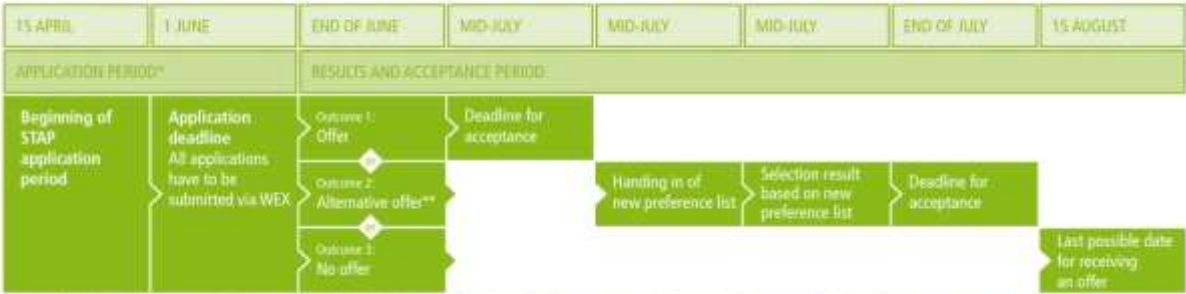 15 APRIL
1 JUNE
END OF JUNE
MID-JULY
MID-JULY
MID-JULY
END OF JULY
15 AUGUST
APPLICATION PERIOD*
RESULTS AND ACCEPTANCE PERIOD
Beginning of
STAP
application
period
Application
deadline
All applications
have to be
submitted via WEX
Outcome 1:
Offer
Deadline for
acceptance
or
Outcome 2:
Alternative offer**
Handing in of
new preference list
Selection result
based on new
preference list
Deadline for
acceptance
or
Outcome 3:
No offer
Last possible date
for receiving
an offer